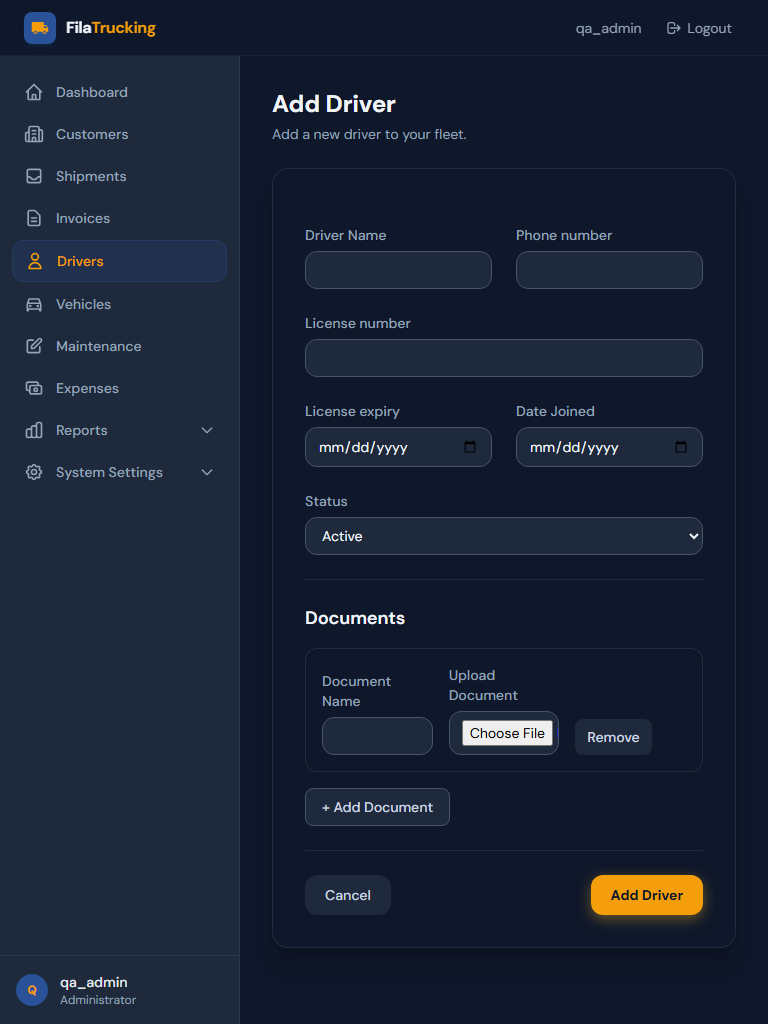 FilaTrucking
qa_admin
Logout
Dashboard
Customers
Shipments
Invoices
Drivers
Vehicles
Maintenance
Expenses
Reports
System Settings
qa_admin
Administrator
Q
Add Driver
Add a new driver to your fleet.
Driver Name
Phone number
License number
License expiry
Date Joined
mm/dd/yyyy
mm/dd/yyyy
Status
Active
Documents
Document
Name
Upload
Document
Choose File
Remove
+ Add Document
Cancel
Add Driver